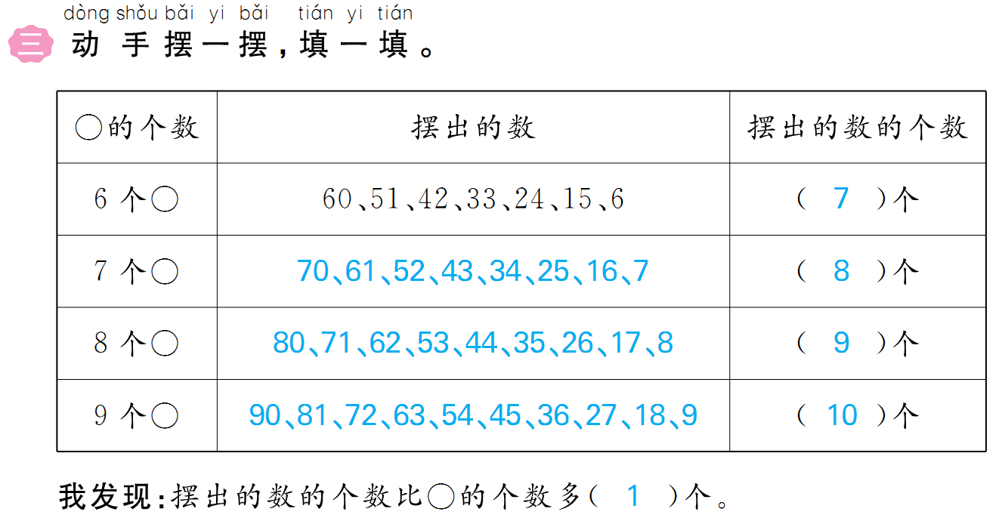 dòng shǒu bǎi yi bǎi tián yi tián
三 动手摆一摆,填一填。
○的个数 摆出的数 摆出的数的个数
6个○ 60、51、42、33、24、15、6 ( 7 )个
7个○ 70、61、52、43、34、25、16、7 ( 8 )个
8个○ 80、71、62、53、44、35、26、17、8 ( 9 )个
9个○ 90、81、72、63、54、45、36、27、18、9 ( 10 )个
我发现:摆出的数的个数比○的个数多( 1 )个。